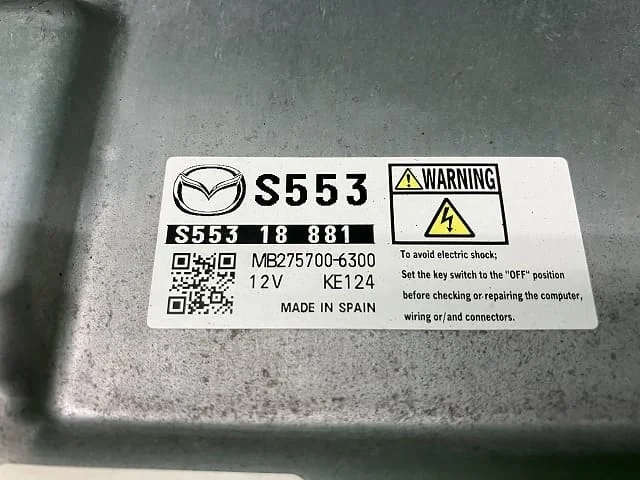 S553
S553 18 881
MB275700-6300
12V KE124
MADE IN SPAIN
WARNING
To avoid electric shock;
Set the key switch to the "OFF" position
before checking or repairing the computer,
wiring or/and connectors.